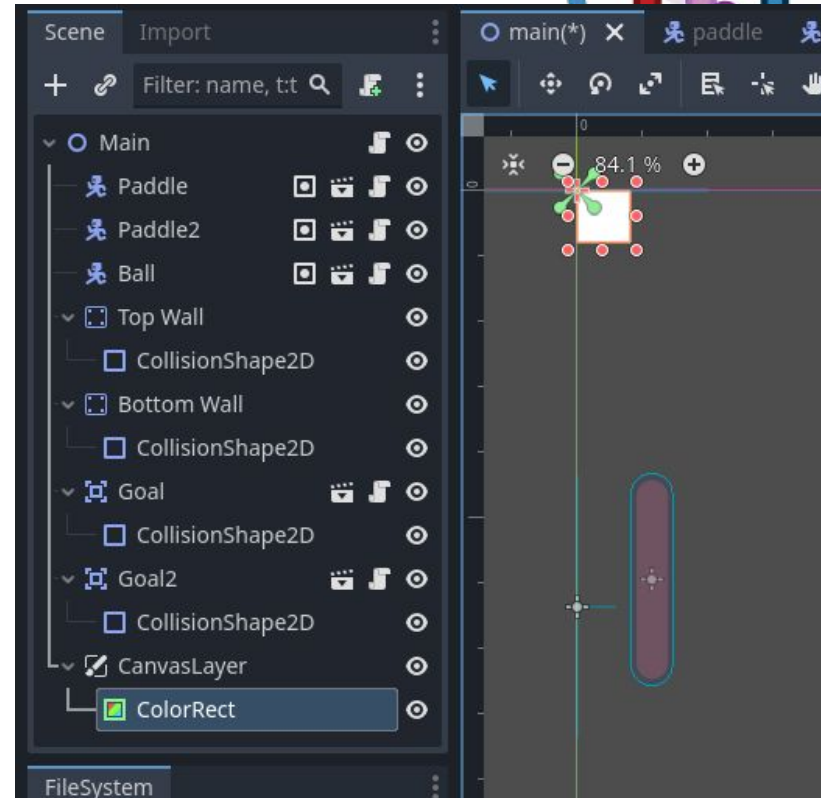 Scene Import
main(*) paddle
Filter: name, t:t
0
84.1 %
0
Main
Paddle
Paddle2
Ball
Top Wall
CollisionShape2D
Bottom Wall
CollisionShape2D
Goal
CollisionShape2D
Goal2
CollisionShape2D
CanvasLayer
ColorRect
FileSystem